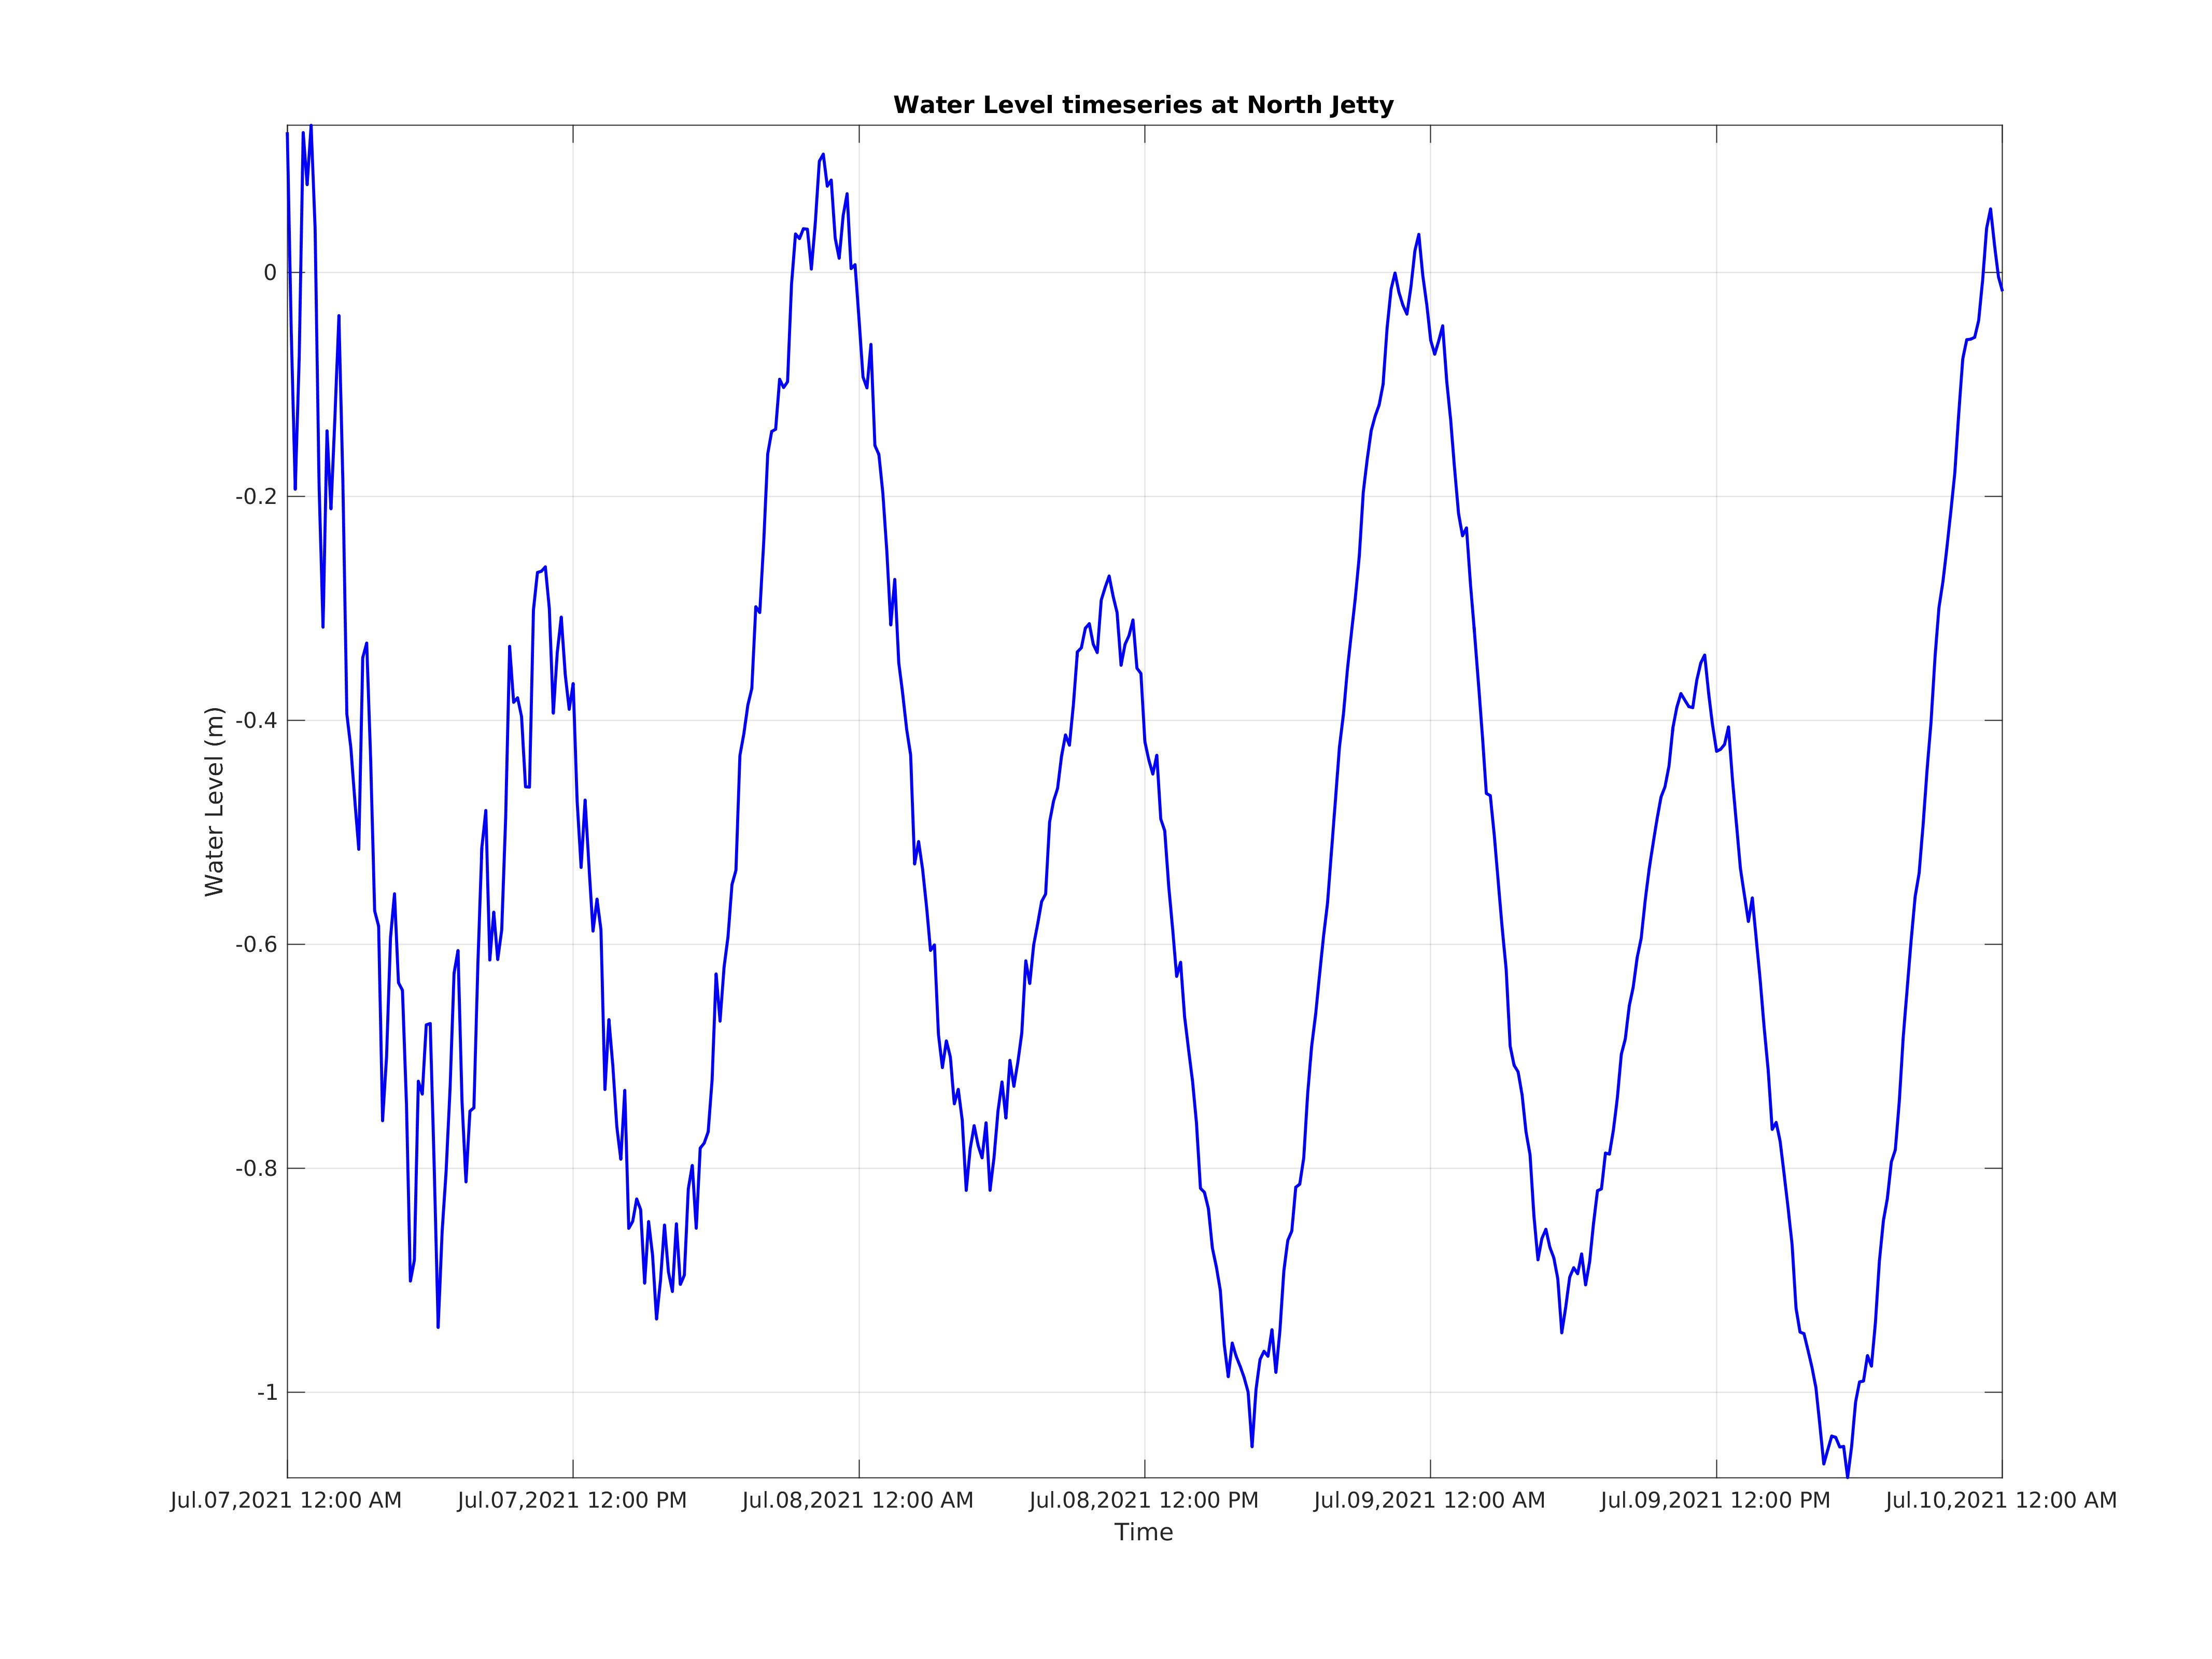 Water Level timeseries at North Jetty
0
-0.2
-0.4
-0.6
-0.8
-1
Water Level (m)
Jul.07,2021 12:00 AM Jul.07,2021 12:00 PM Jul.08,2021 12:00 AM Jul.08,2021 12:00 PM Jul.09,2021 12:00 AM Jul.09,2021 12:00 PM Jul.10,2021 12:00 AM
Time